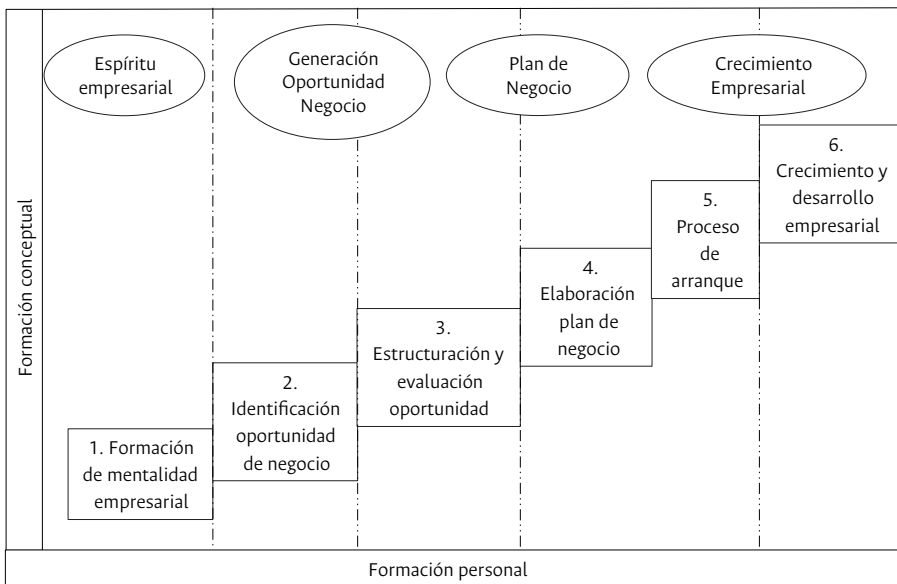 Espíritu
empresarial
Generación
Oportunidad
Negocio
Plan de
Negocio
Crecimiento
Empresarial
Formación conceptual
1. Formación
de mentalidad
empresarial
2.
Identificación
oportunidad
de negocio
3.
Estructuración y
evaluación
oportunidad
4.
Elaboración
plan de
negocio
5.
Proceso
de
arranque
6.
Crecimiento y
desarrollo
empresarial
Formación personal